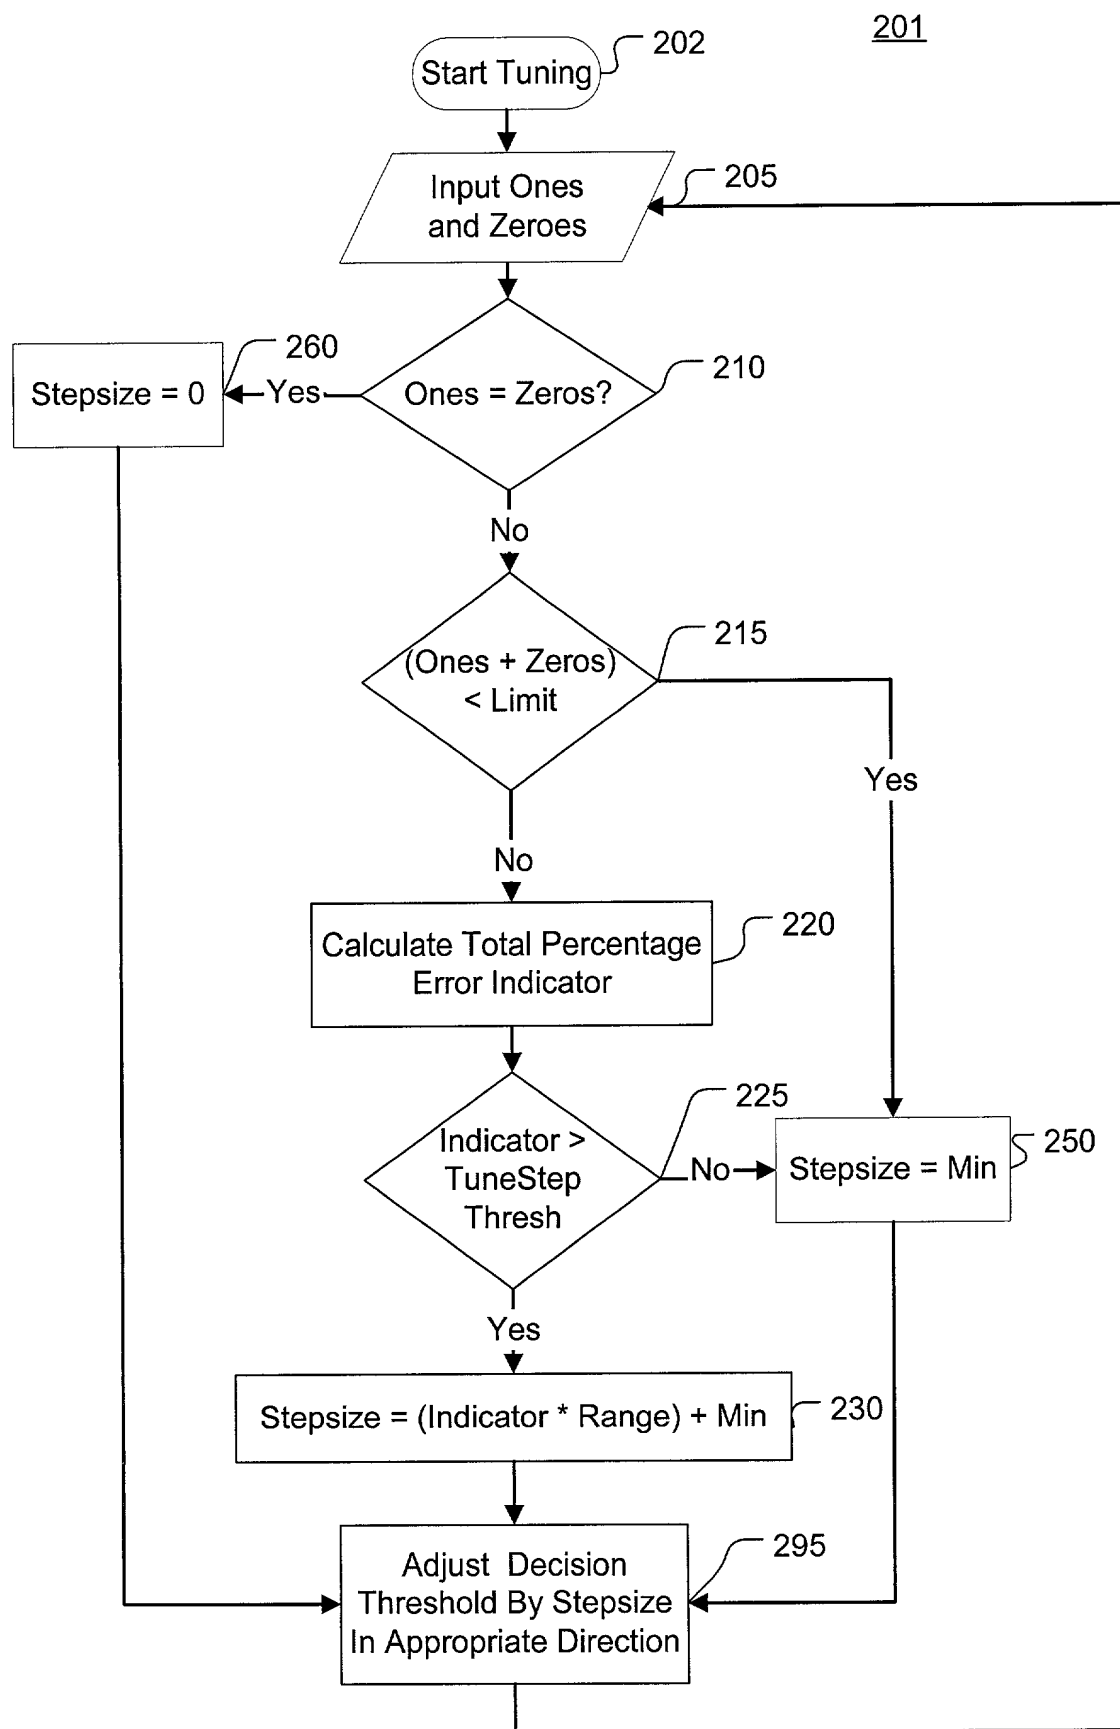 201
202
Start Tuning
205
Input Ones
and Zeroes
260
210
Stepsize = 0
Yes
Ones = Zeros?
No
215
(Ones + Zeros)
< Limit
Yes
No
220
Calculate Total Percentage
Error Indicator
225
250
Indicator >
TuneStep
Thresh
No
Stepsize = Min
Yes
230
Stepsize = (Indicator * Range) + Min
295
Adjust Decision
Threshold By Stepsize
In Appropriate Direction